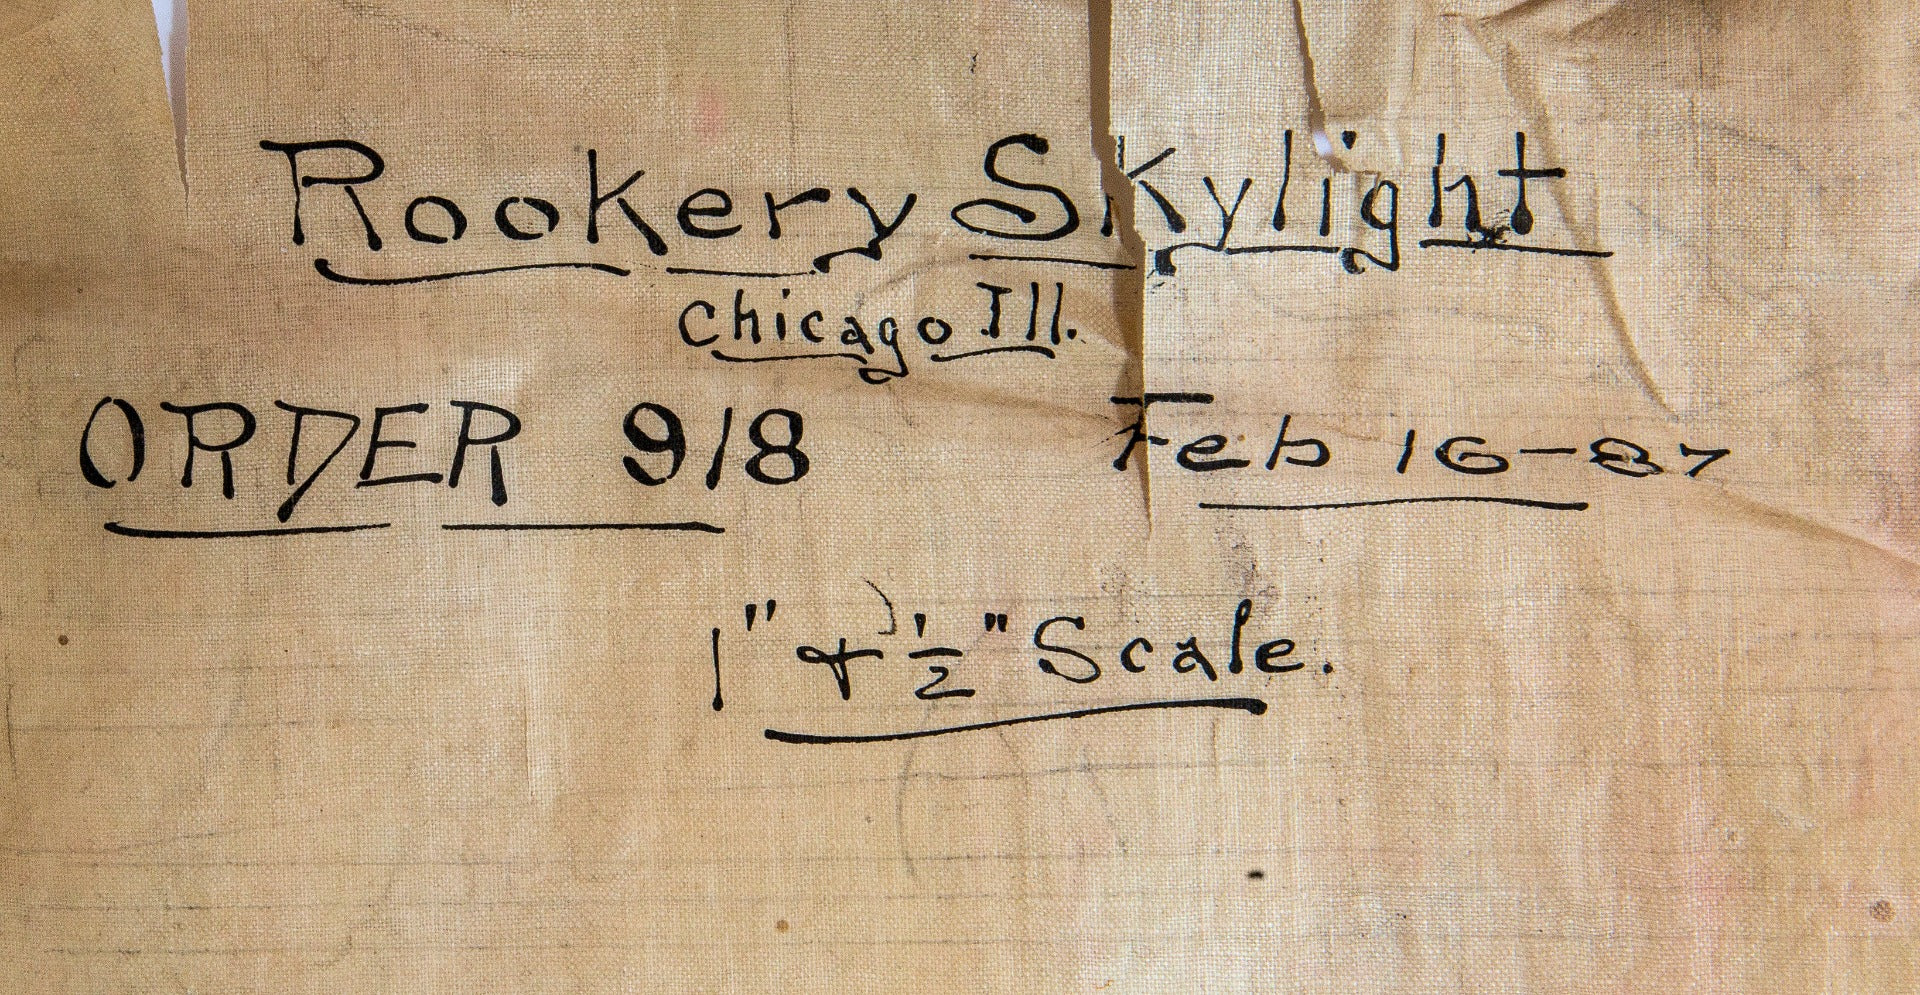 Rookery Skylight
Chicago Ill.
ORDER 918 Feb 16-87
1" & 1/2" Scale.